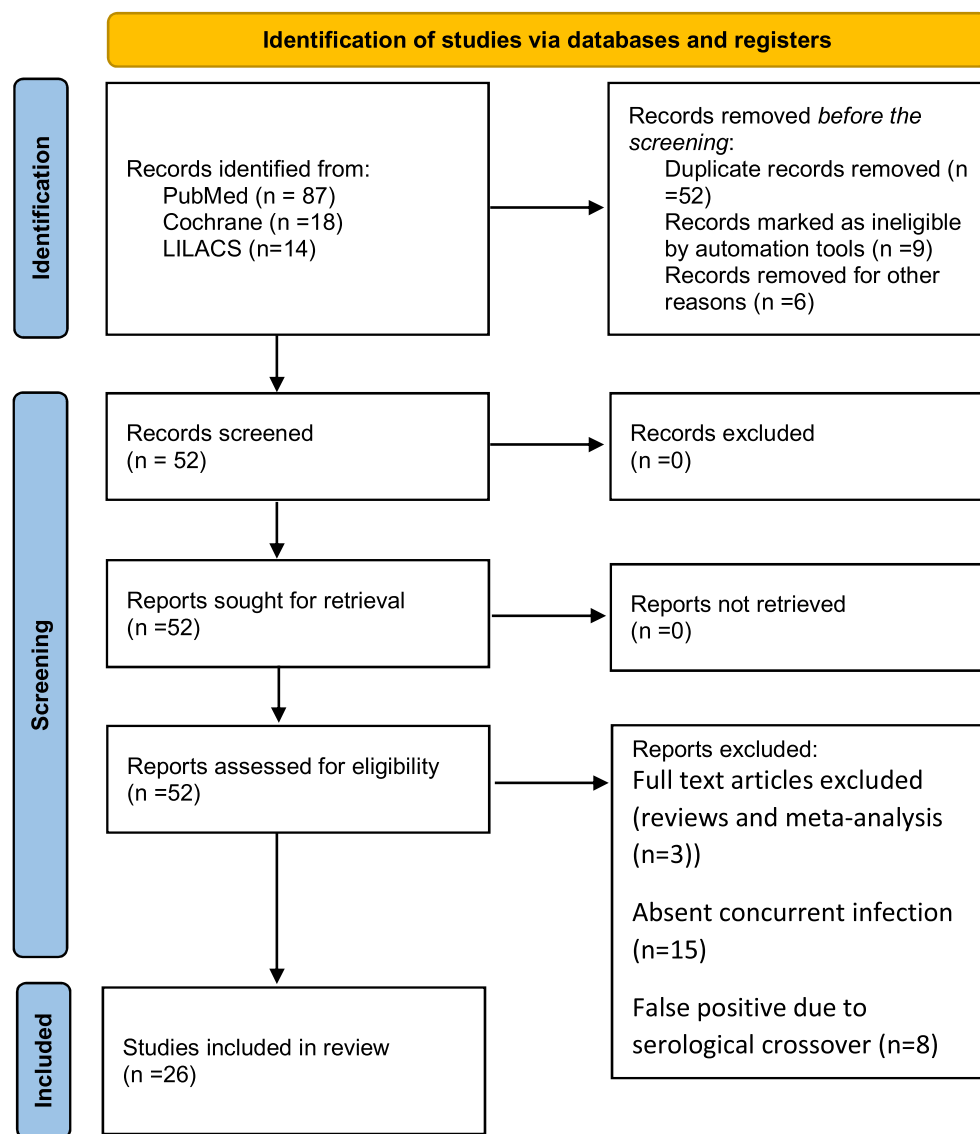 Identification of studies via databases and registers
Identification
Records identified from:
PubMed (n = 87)
Cochrane (n =18)
LILACS (n=14)
Records removed before the
screening:
Duplicate records removed (n
=52)
Records marked as ineligible
by automation tools (n =9)
Records removed for other
reasons (n =6)
Screening
Records screened
(n = 52)
Records excluded
(n =0)
Reports sought for retrieval
(n =52)
Reports not retrieved
(n =0)
Reports assessed for eligibility
(n =52)
Reports excluded:
Full text articles excluded
(reviews and meta-analysis
(n=3))
Absent concurrent infection
(n=15)
False positive due to
serological crossover (n=8)
Included
Studies included in review
(n =26)